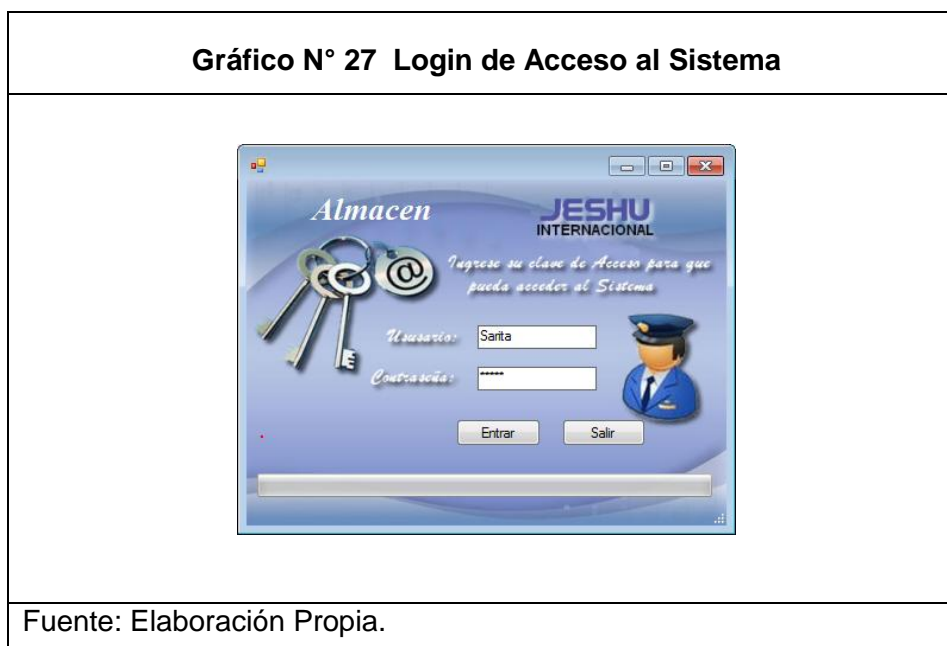 Gráfico N° 27 Login de Acceso al Sistema
Almacen
JESHU
INTERNACIONAL
Ingrese su clave de Acceso para que
pueda acceder al Sistema
Ususario: Sarita
Contraseña: *****
Entrar Salir
Fuente: Elaboración Propia.